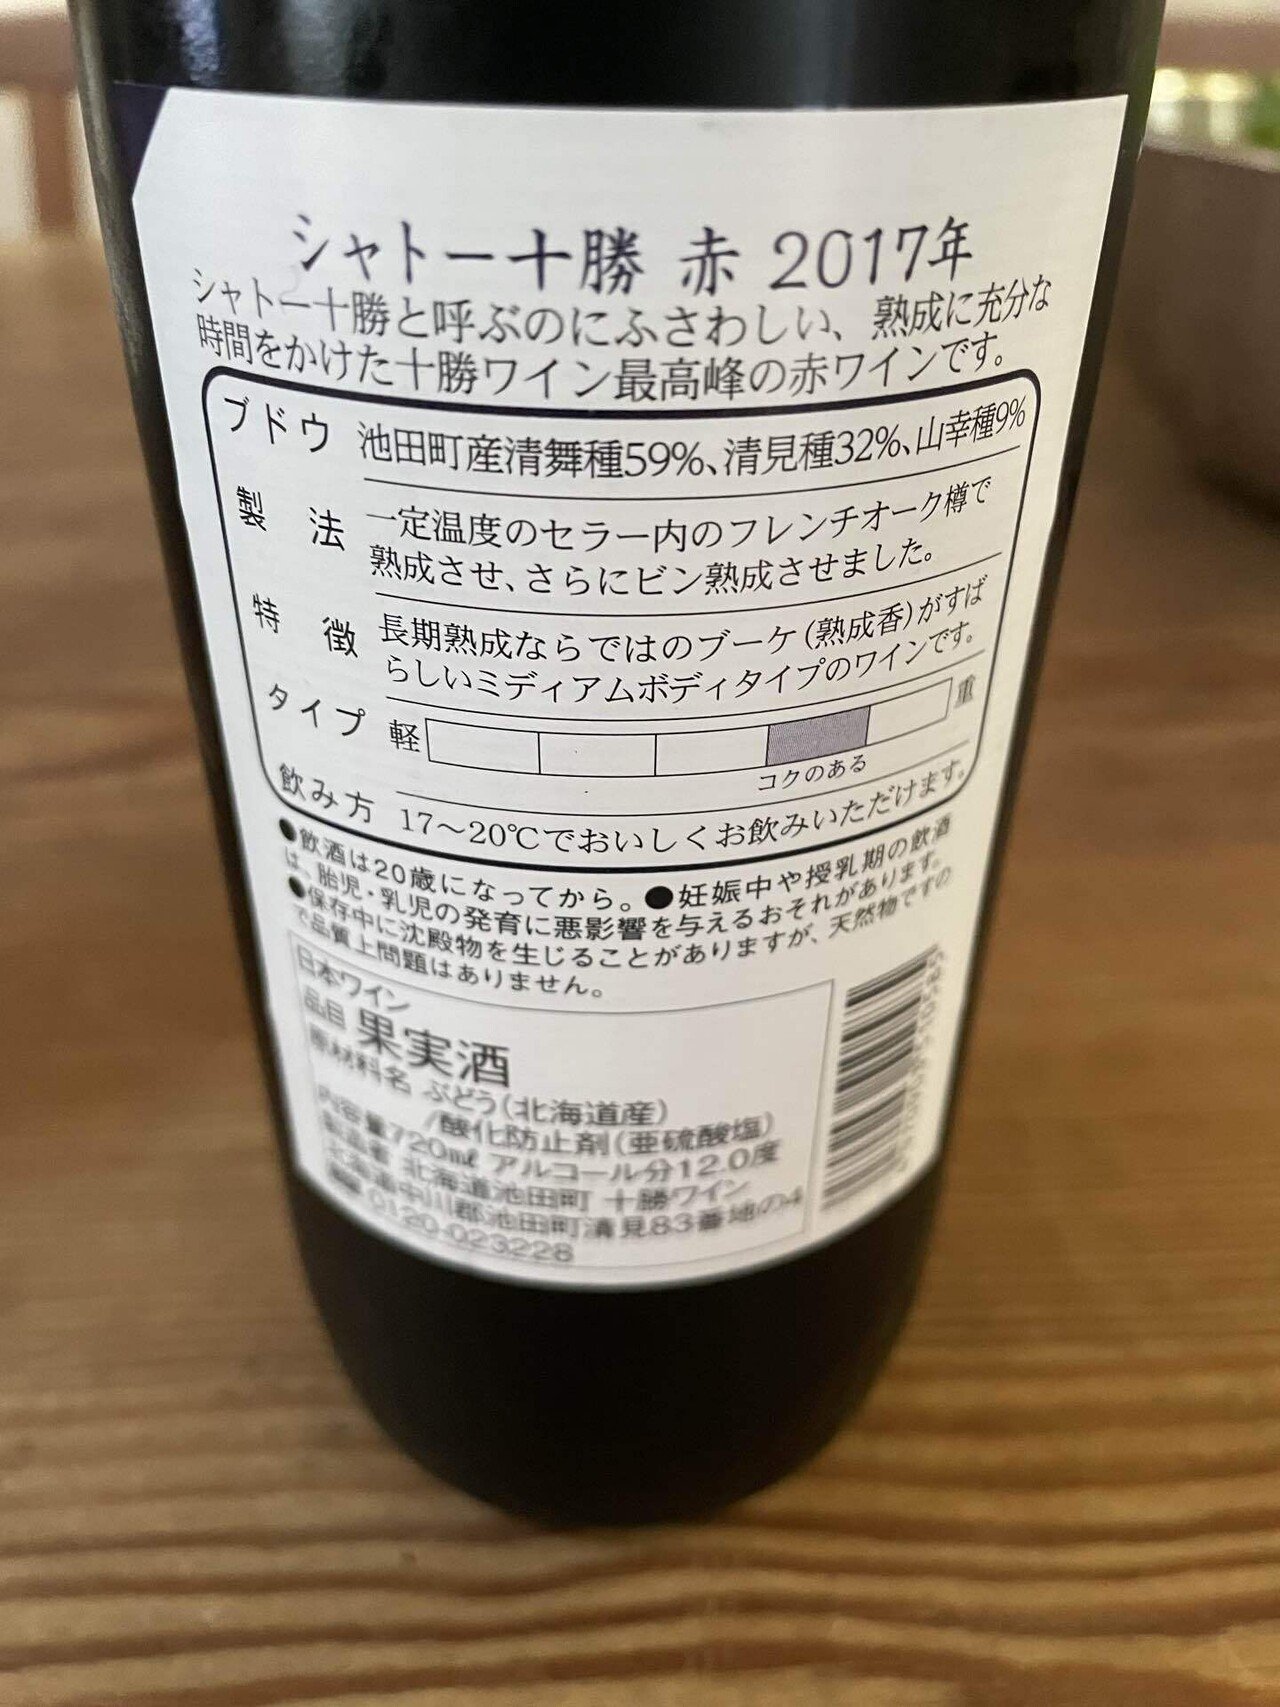 シャトー十勝 赤 2017年
シャトー十勝と呼ぶのにふさわしい、熟成に充分な
時間をかけた十勝ワイン最高峰の赤ワインです。
ブドウ 池田町産清舞種59%、清見種32%、山幸種9%
製法 一定温度のセラー内のフレンチオーク樽で
熟成させ、さらにビン熟成させました。
特徴 長期熟成ならではのブーケ(熟成香)がすば
らしいミディアムボディタイプのワインです。
タイプ 軽 重
コクのある
飲み方 17～20℃でおいしくお飲みいただけます。
●飲酒は20歳になってから。●妊娠中や授乳期の飲酒
は、胎児・乳児の発育に悪影響を与えるおそれがあります。
●保存中に沈殿物を生じることがありますが、天然物ですの
で品質上問題はありません。
日本ワイン
品目 果実酒
原材料名 ぶどう(北海道産)
/酸化防止剤(亜硫酸塩)
内容量720㎖ アルコール分12.0度
製造者 北海道池田町 十勝ワイン
北海道中川郡池田町清見83番地の4
0120-023228